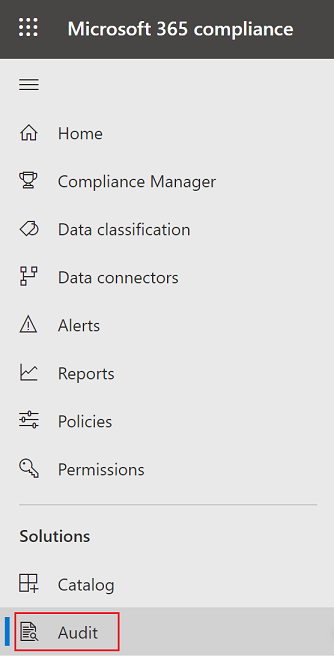 Microsoft 365 compliance
Home
Compliance Manager
Data classification
Data connectors
Alerts
Reports
Policies
Permissions
Solutions
Catalog
Audit